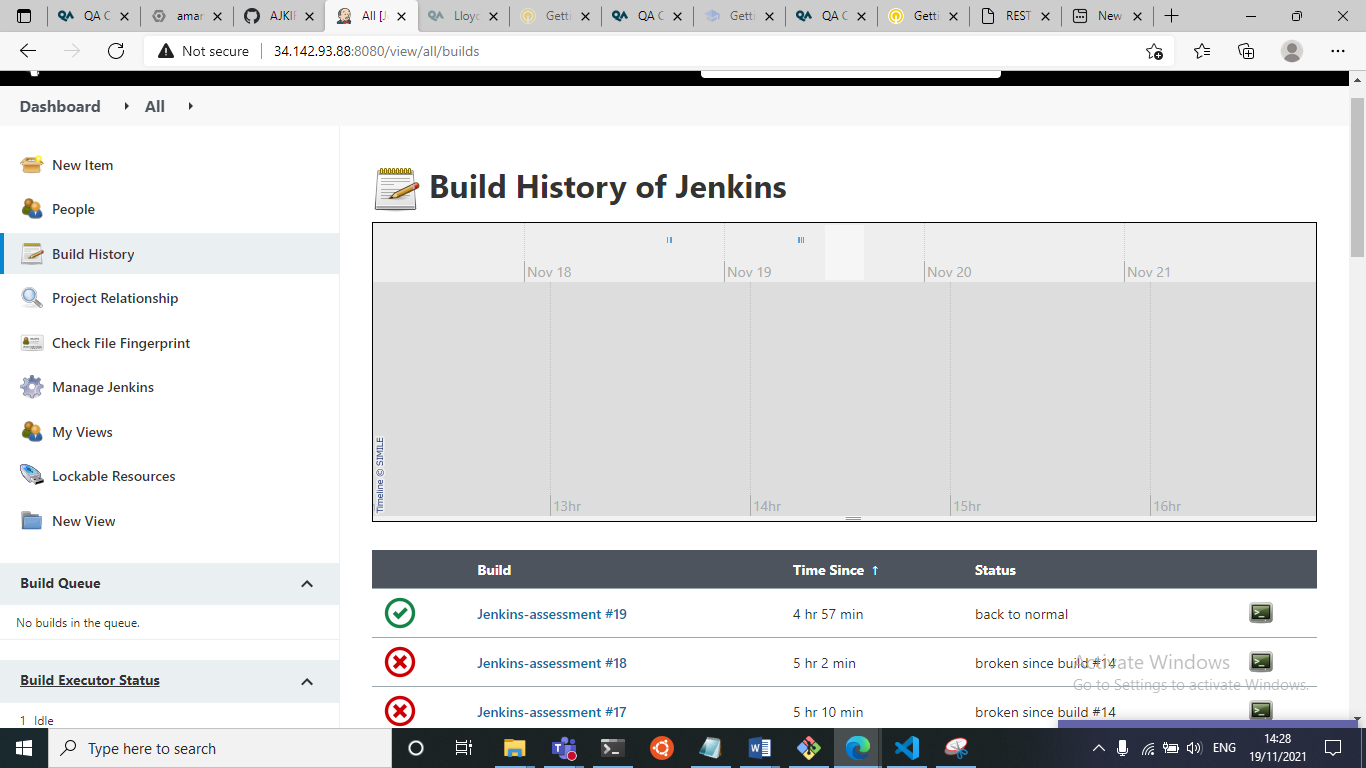 QA C
amar
AJKIF
All [J
Lloyd
Getti
QA C
Getti
QA C
Getti
REST
New
Not secure 34.142.93.88:8080/view/all/builds
Dashboard All
New Item
People
Build History
Project Relationship
Check File Fingerprint
Manage Jenkins
My Views
Lockable Resources
New View
Build Queue
No builds in the queue.
Build Executor Status
1 Idle
Build History of Jenkins
Nov 18 Nov 19 Nov 20 Nov 21
Timeline © SIMILE
13hr 14hr 15hr 16hr
Build Time Since ↑ Status
Jenkins-assessment #19 4 hr 57 min back to normal
Jenkins-assessment #18 5 hr 2 min broken since build #14
Jenkins-assessment #17 5 hr 10 min broken since build #14
Activate Windows
Go to Settings to activate Windows.
Type here to search
ENG
14:28
19/11/2021